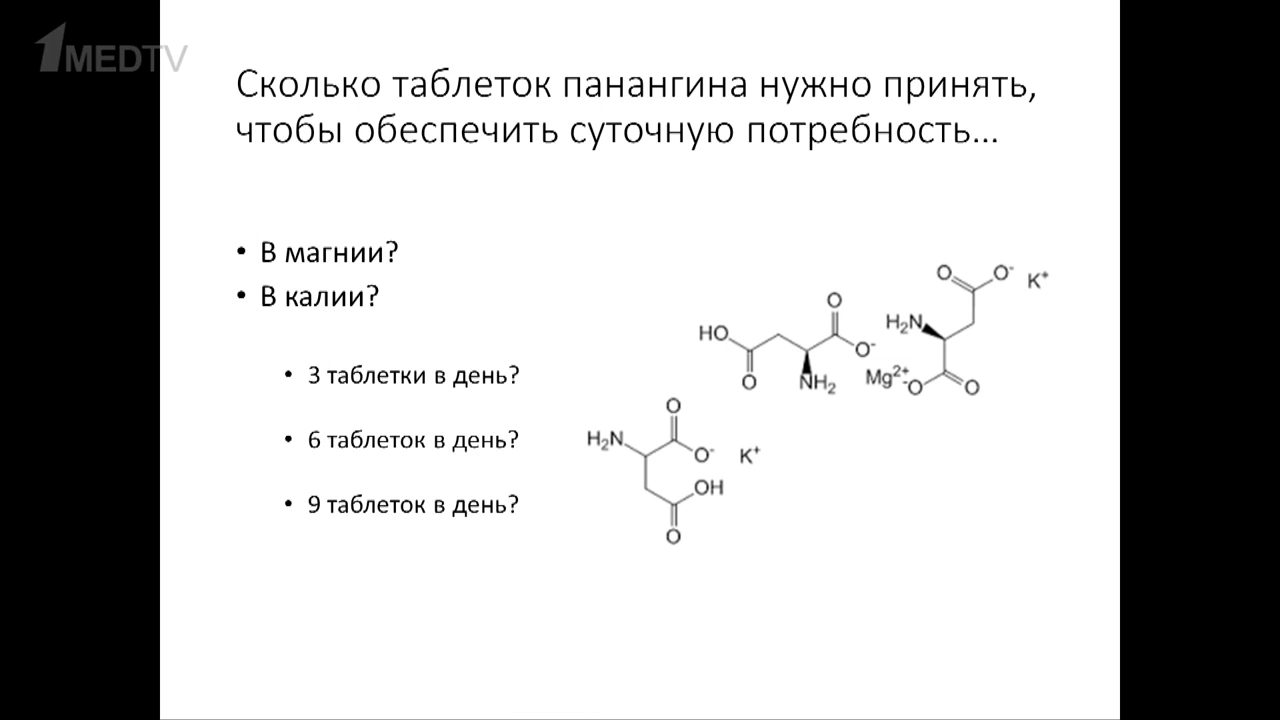 1MEDTV
Сколько таблеток панангина нужно принять,
чтобы обеспечить суточную потребность...
• В магнии?
• В калии?
• 3 таблетки в день?
• 6 таблеток в день?
• 9 таблеток в день?
O O⁻ K⁺
H₂N
HO O O⁻
O NH₂ Mg²⁺ ⁻O O
O
H₂N O⁻ K⁺
OH
O